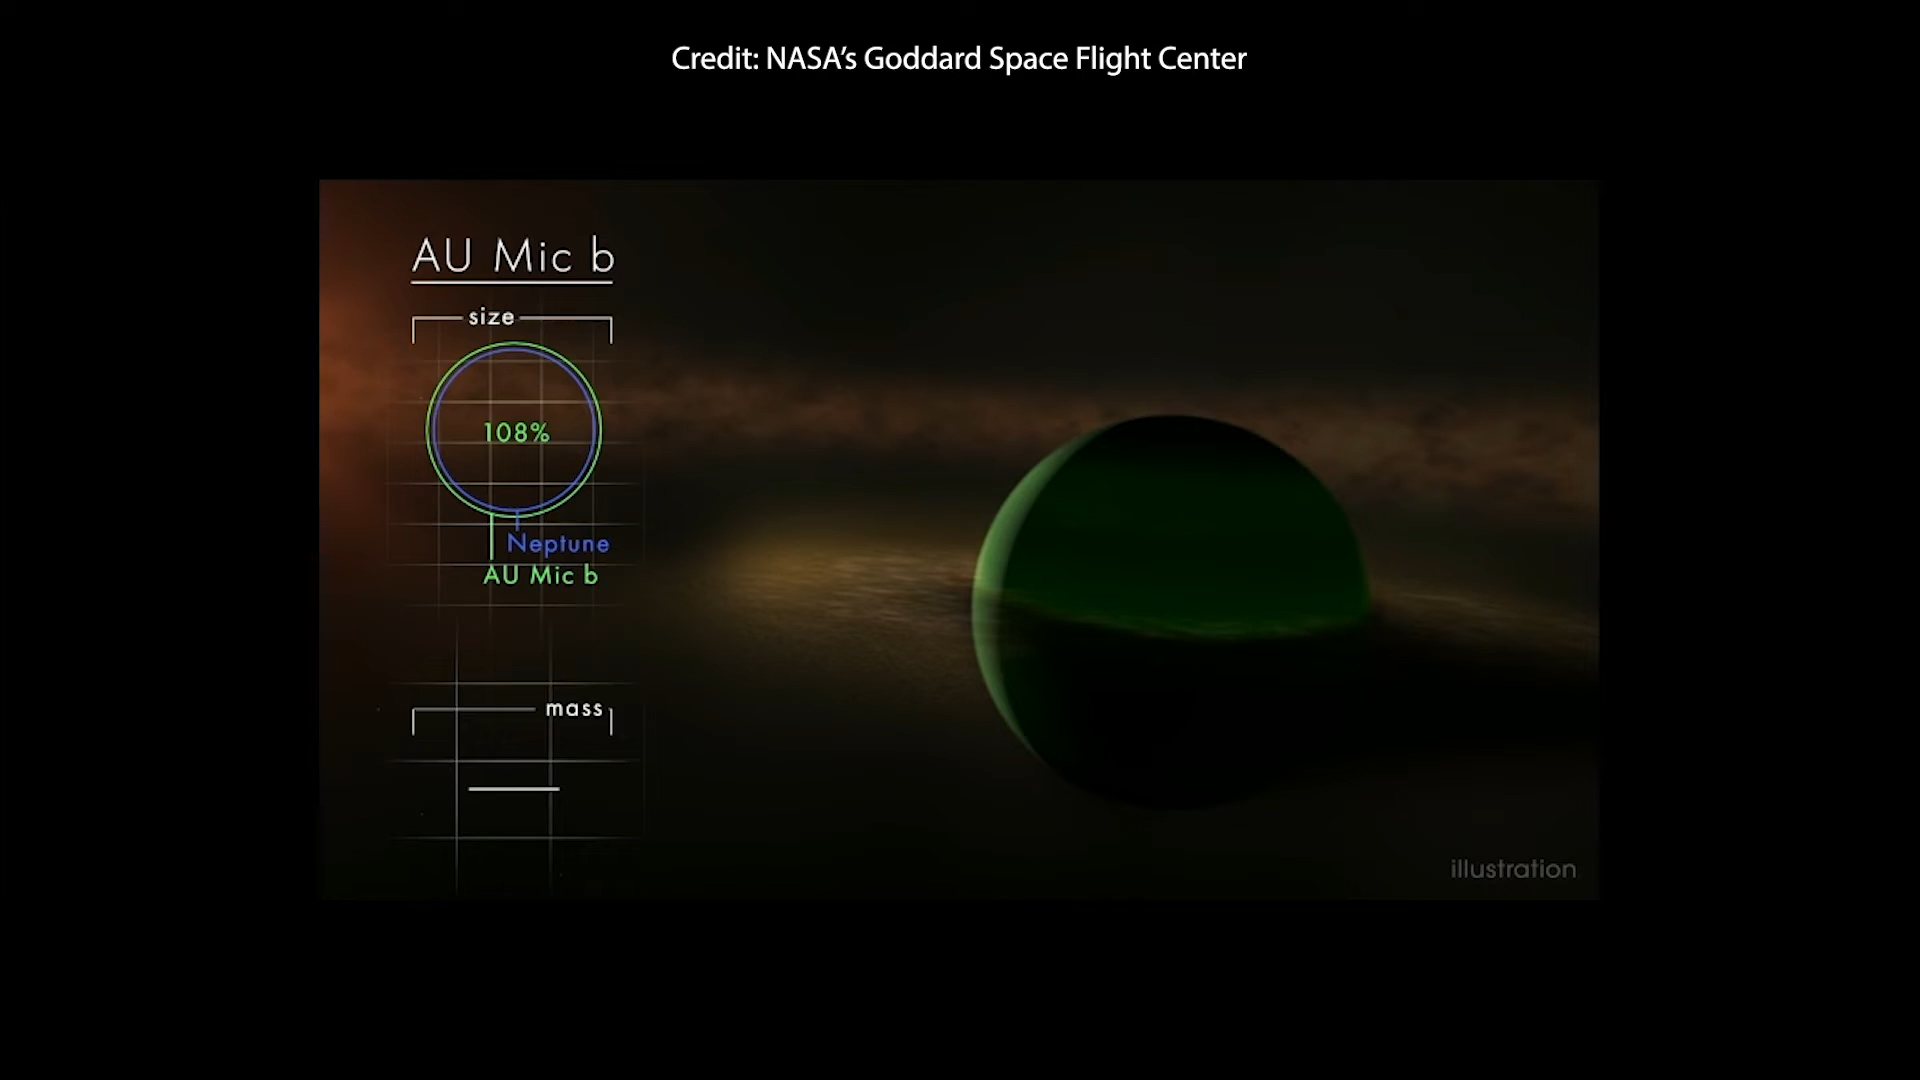 Credit: NASA’s Goddard Space Flight Center
AU Mic b
size
108%
Neptune
AU Mic b
mass
illustration